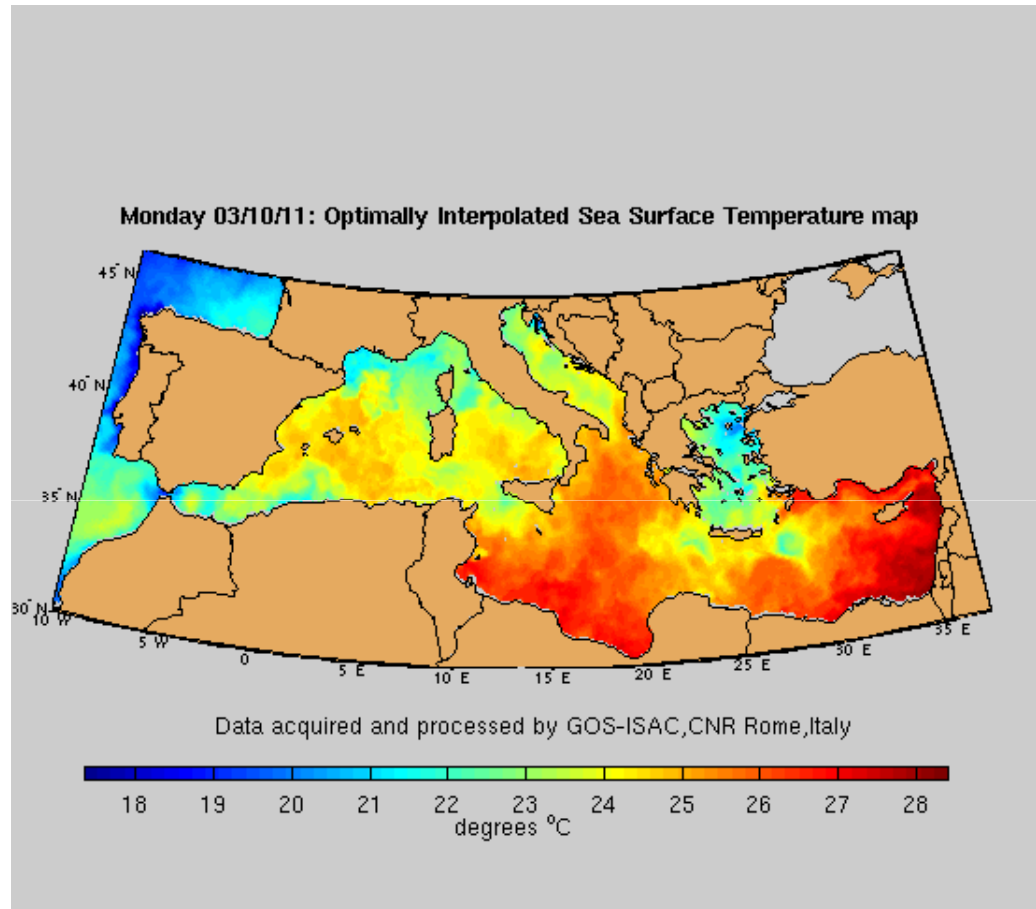 Monday 03/10/11: Optimally Interpolated Sea Surface Temperature map
45° N
40° N
35° N
30° N
10° W
5° W
0
5° E
10° E
15° E
20° E
25° E
30° E
35° E
Data acquired and processed by GOS-ISAC,CNR Rome,Italy
18 19 20 21 22 23 24 25 26 27 28
degrees °C